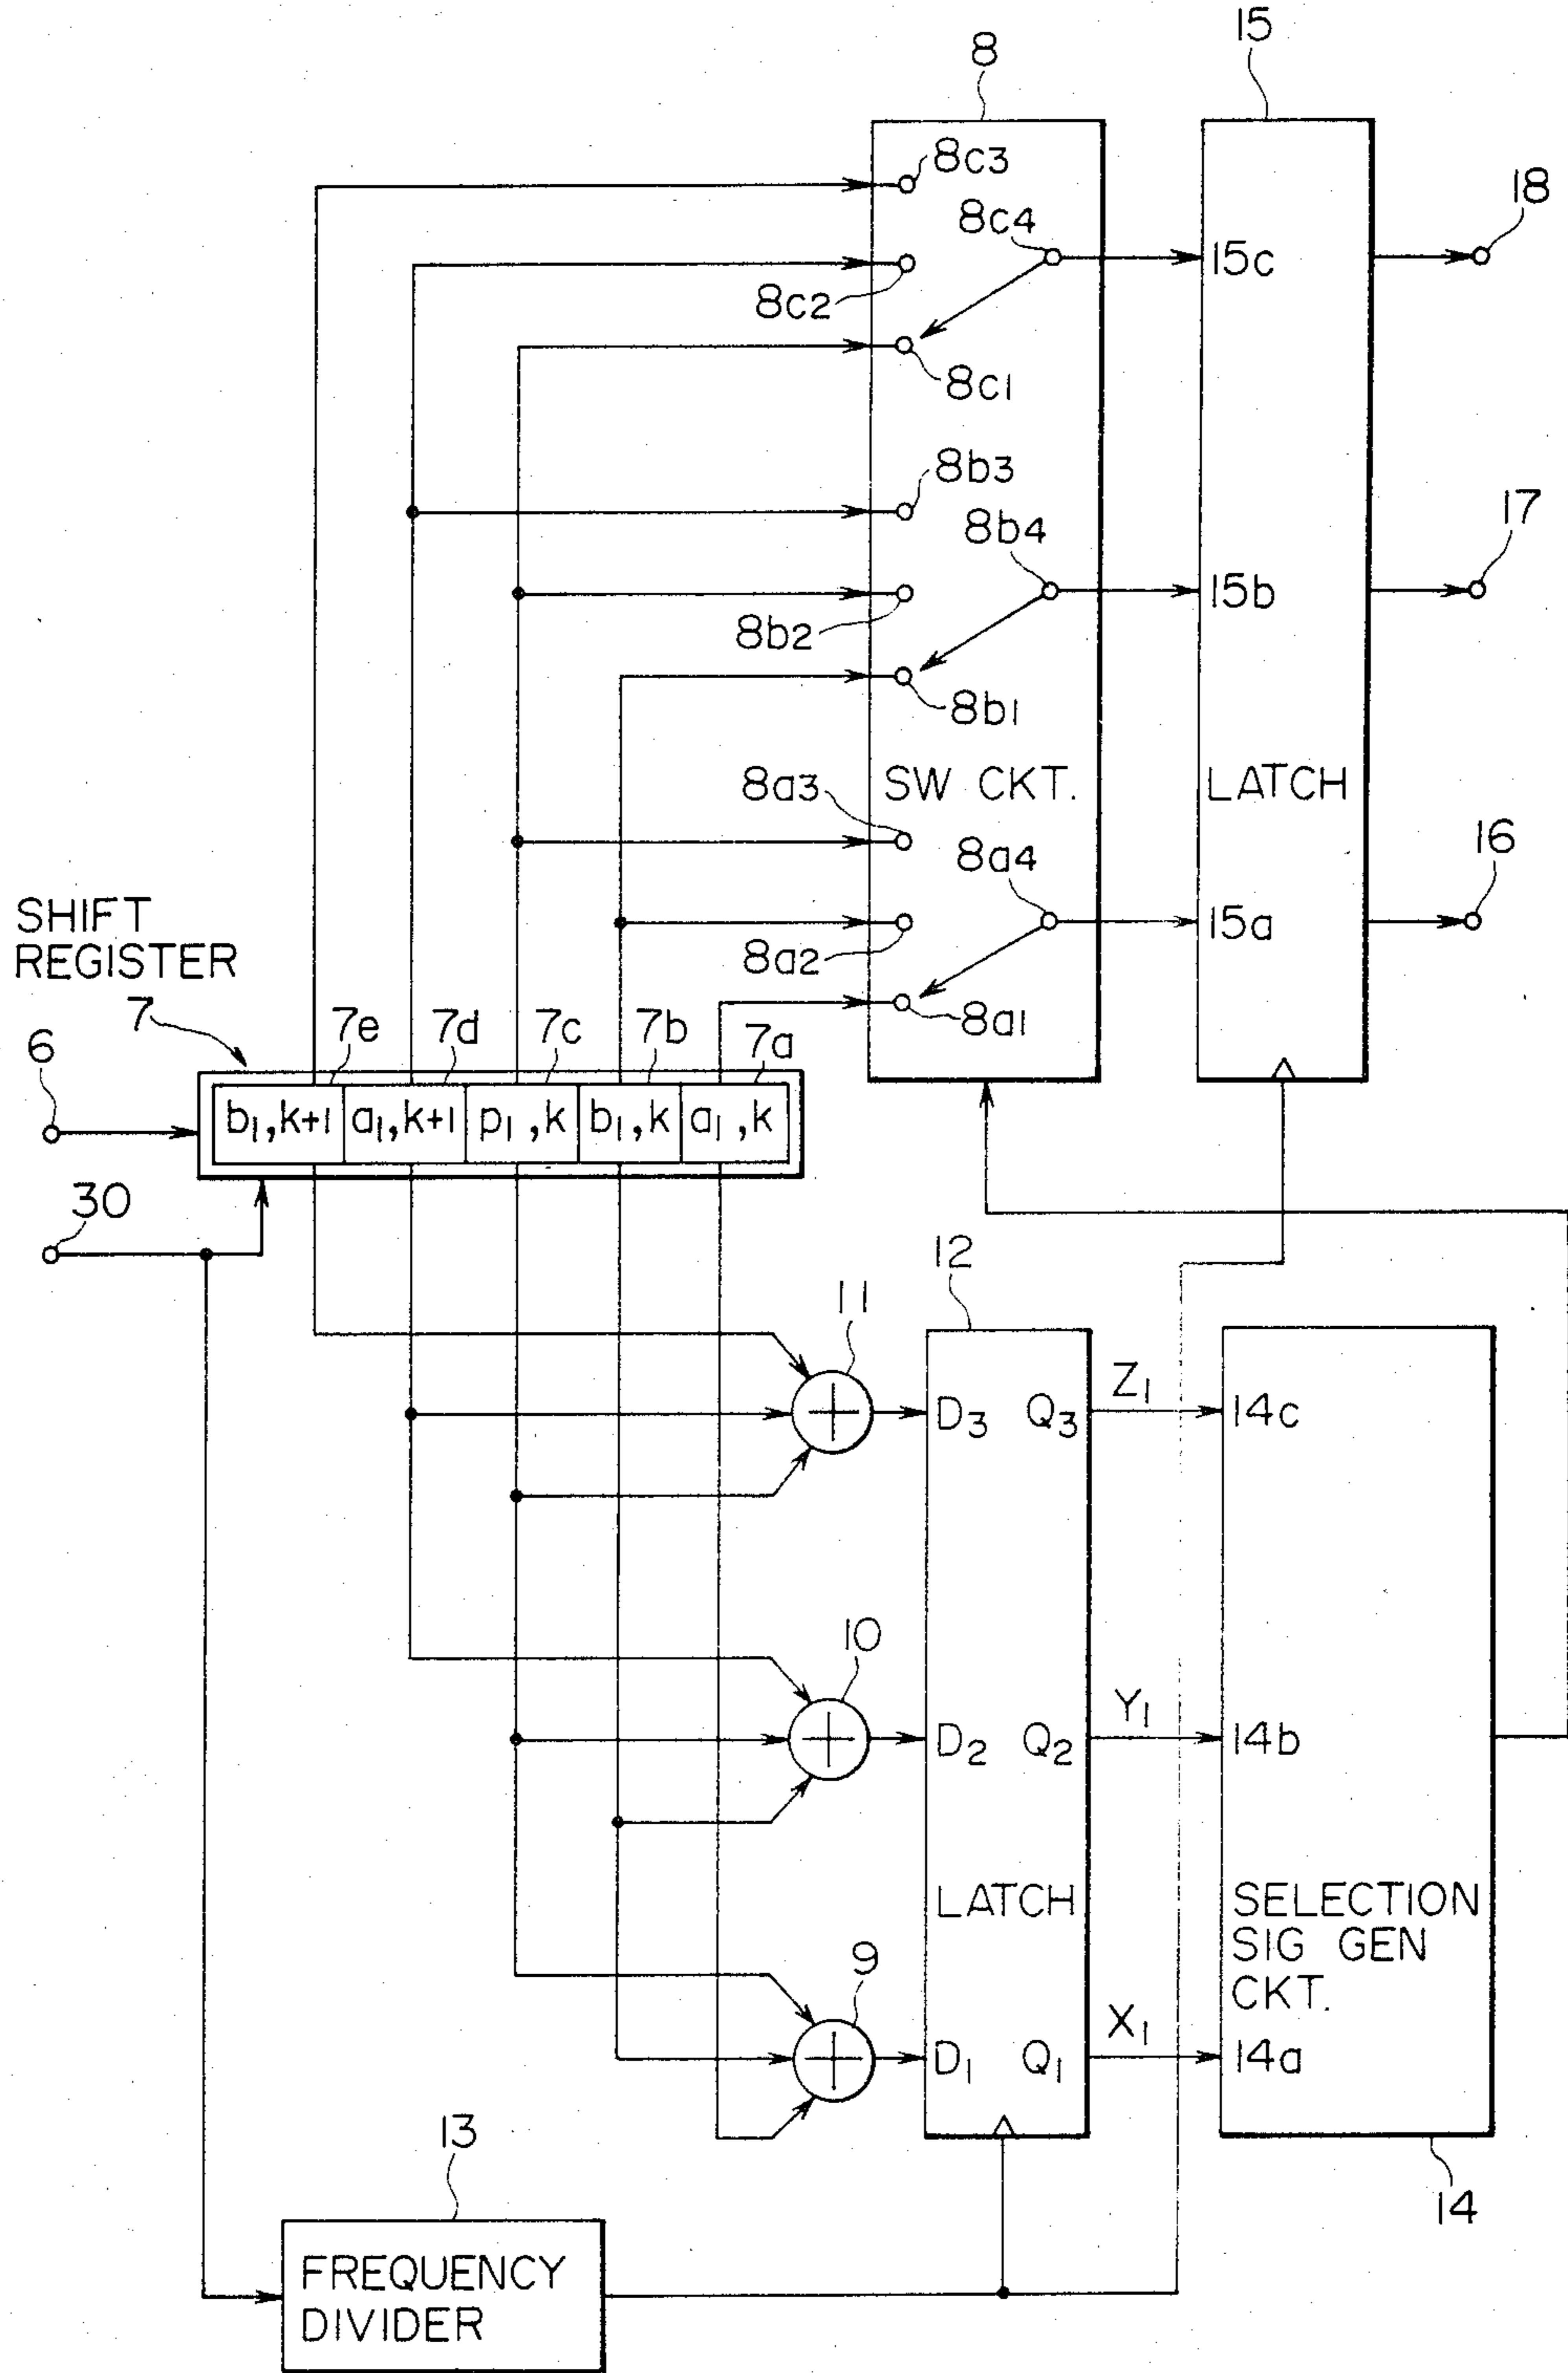 15
8
8c3
18
8c4
15c
8c2
8c1
8b3
17
8b4
15b
8b2
8b1
8a3
SW CKT.
LATCH
16
8a4
SHIFT
REGISTER
15a
8a2
7
7e
7d
7c
7b
7a
8a1
6
b1,k+1
a1,k+1
p1,k
b1,k
a1,k
30
12
11
Z1
D3
Q3
14c
10
Y1
D2
Q2
14b
LATCH
SELECTION
SIG GEN
CKT.
9
X1
D1
Q1
14a
13
14
FREQUENCY
DIVIDER